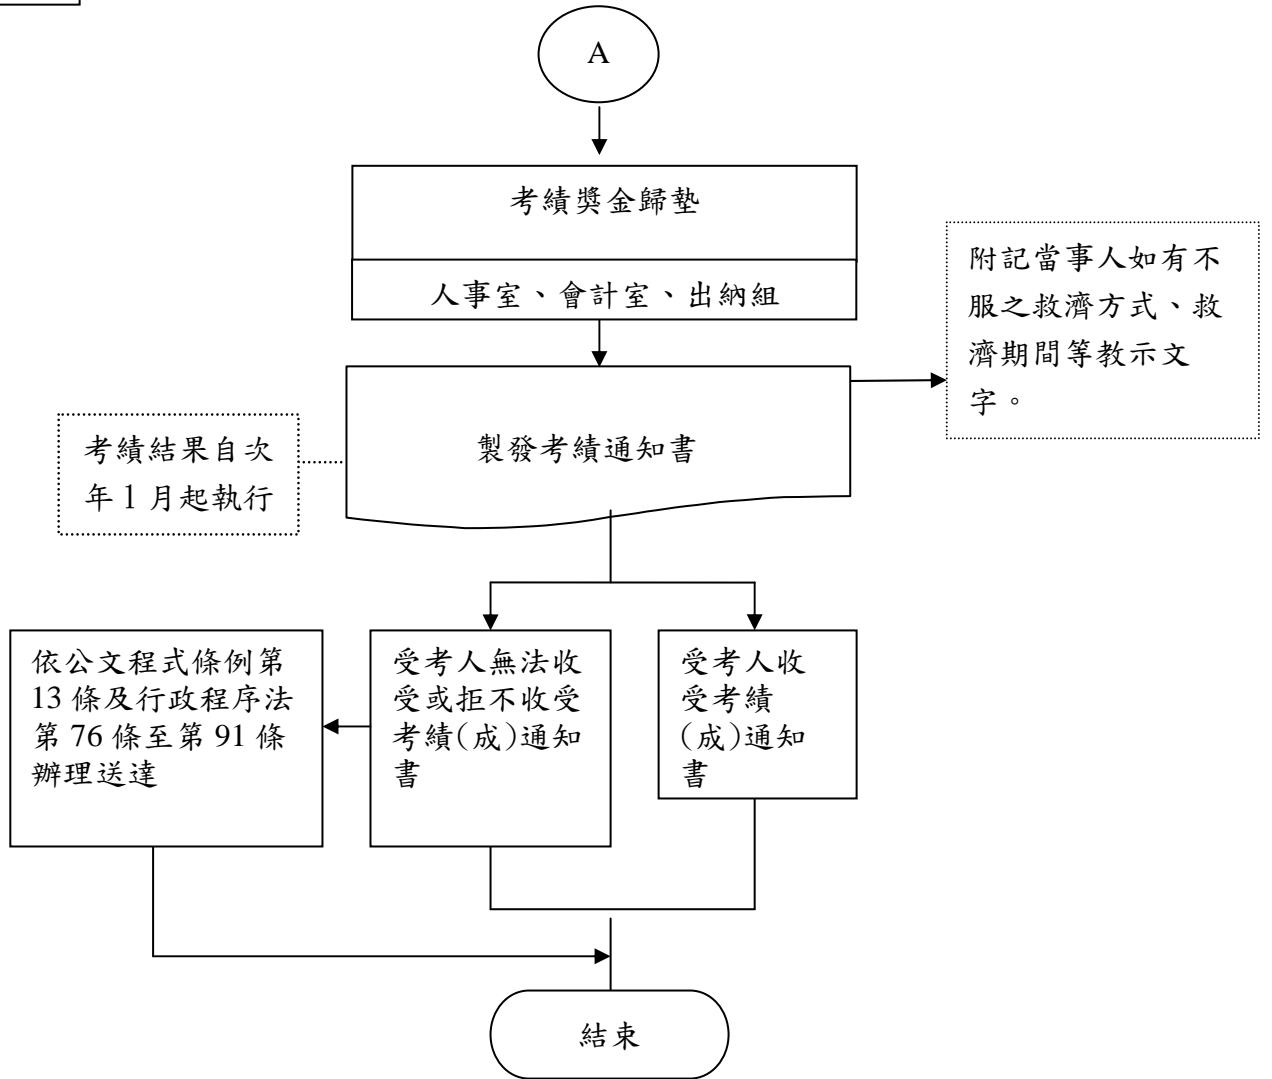 A
考績獎金歸墊
人事室、會計室、出納組
附記當事人如有不
服之救濟方式、救
濟期間等教示文
字。
製發考績通知書
考績結果自次
年1月起執行
依公文程式條例第
13條及行政程序法
第76條至第91條
辦理送達
受考人無法收
受或拒不收受
考績(成)通知
書
受考人收
受考績
(成)通知
書
結束